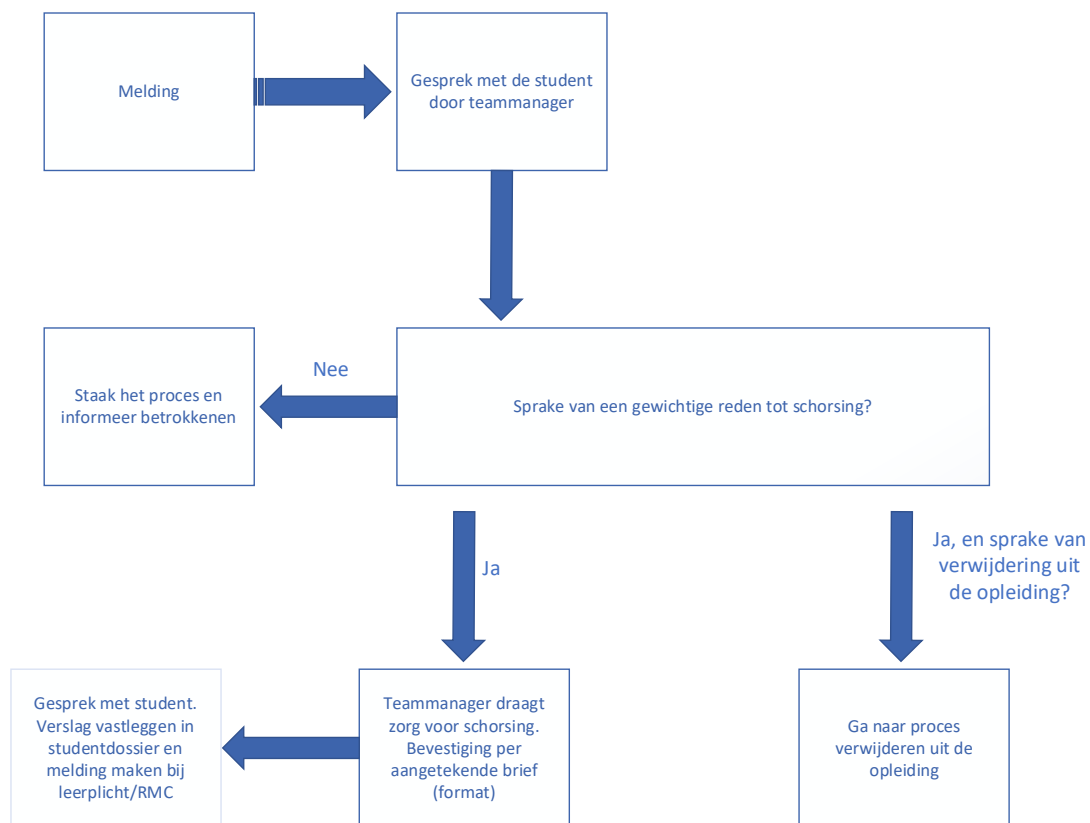 Melding
Gesprek met de student
door teammanager
Nee
Staak het proces en
informeer betrokkenen
Sprake van een gewichtige reden tot schorsing?
Ja
Ja, en sprake van
verwijdering uit
de opleiding?
Gesprek met student.
Verslag vastleggen in
studentdossier en
melding maken bij
leerplicht/RMC
Teammanager draagt
zorg voor schorsing.
Bevestiging per
aangetekende brief
(format)
Ga naar proces
verwijderen uit de
opleiding